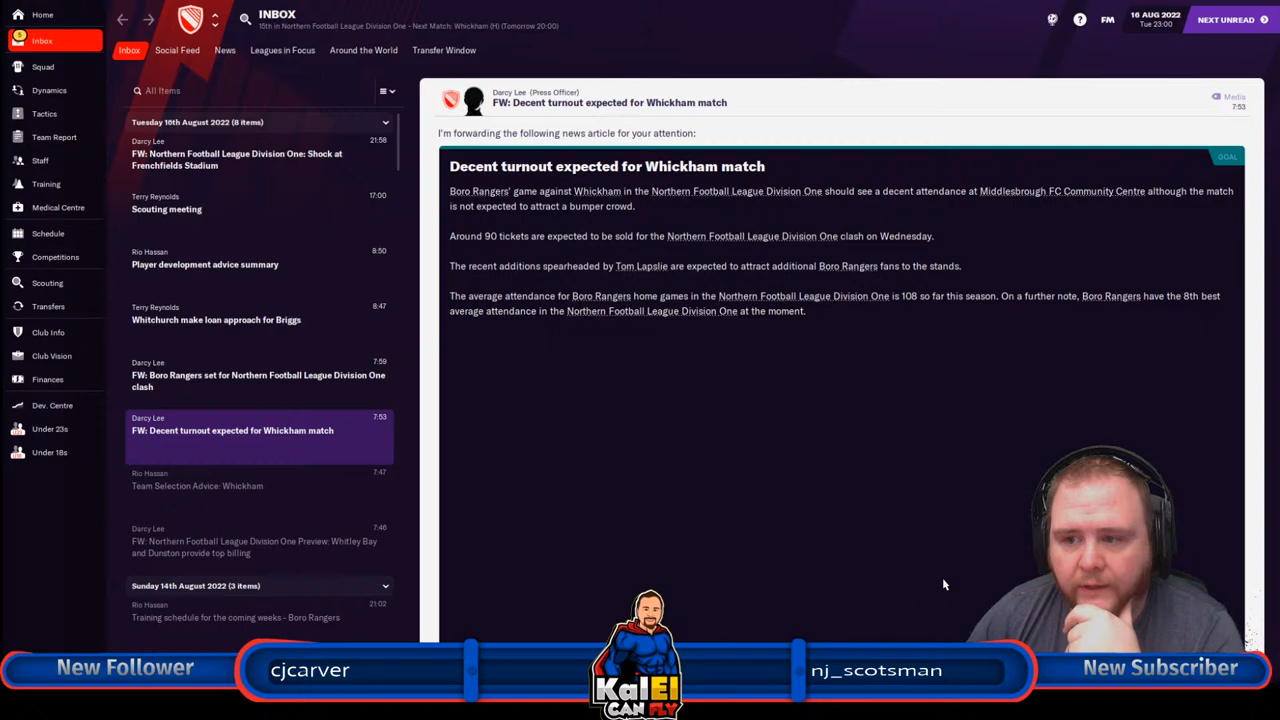 Home
Inbox
5
Squad
Dynamics
Tactics
Team Report
Staff
Training
Medical Centre
Schedule
Competitions
Scouting
Transfers
Club Info
Club Vision
Finances
Dev. Centre
Under 23s
Under 18s
INBOX
15th in Northern Football League Division One - Next Match: Whickham (H) (Tomorrow 20:00)
FM
16 AUG 2022
Tue 23:00
NEXT UNREAD
Inbox Social Feed News Leagues in Focus Around the World Transfer Window
All Items
Tuesday 16th August 2022 (8 items)
Darcy Lee 21:58
FW: Northern Football League Division One: Shock at
Frenchfields Stadium
Terry Reynolds 17:00
Scouting meeting
Rio Hassan 8:50
Player development advice summary
Terry Reynolds 8:47
Whitchurch make loan approach for Briggs
Darcy Lee 7:59
FW: Boro Rangers set for Northern Football League Division One
clash
Darcy Lee 7:53
FW: Decent turnout expected for Whickham match
Rio Hassan 7:47
Team Selection Advice: Whickham
Darcy Lee 7:46
FW: Northern Football League Division One Preview: Whitley Bay
and Dunston provide top billing
Sunday 14th August 2022 (3 items)
Rio Hassan 21:02
Training schedule for the coming weeks - Boro Rangers
Darcy Lee (Press Officer)
FW: Decent turnout expected for Whickham match
Media
7:53
I'm forwarding the following news article for your attention:
GOAL
Decent turnout expected for Whickham match
Boro Rangers' game against Whickham in the Northern Football League Division One should see a decent attendance at Middlesbrough FC Community Centre although the match
is not expected to attract a bumper crowd.
Around 90 tickets are expected to be sold for the Northern Football League Division One clash on Wednesday.
The recent additions spearheaded by Tom Lapslie are expected to attract additional Boro Rangers fans to the stands.
The average attendance for Boro Rangers home games in the Northern Football League Division One is 108 so far this season. On a further note, Boro Rangers have the 8th best
average attendance in the Northern Football League Division One at the moment.
New Follower
cjcarver
KalEl
CAN FLY
nj_scotsman
New Subscriber